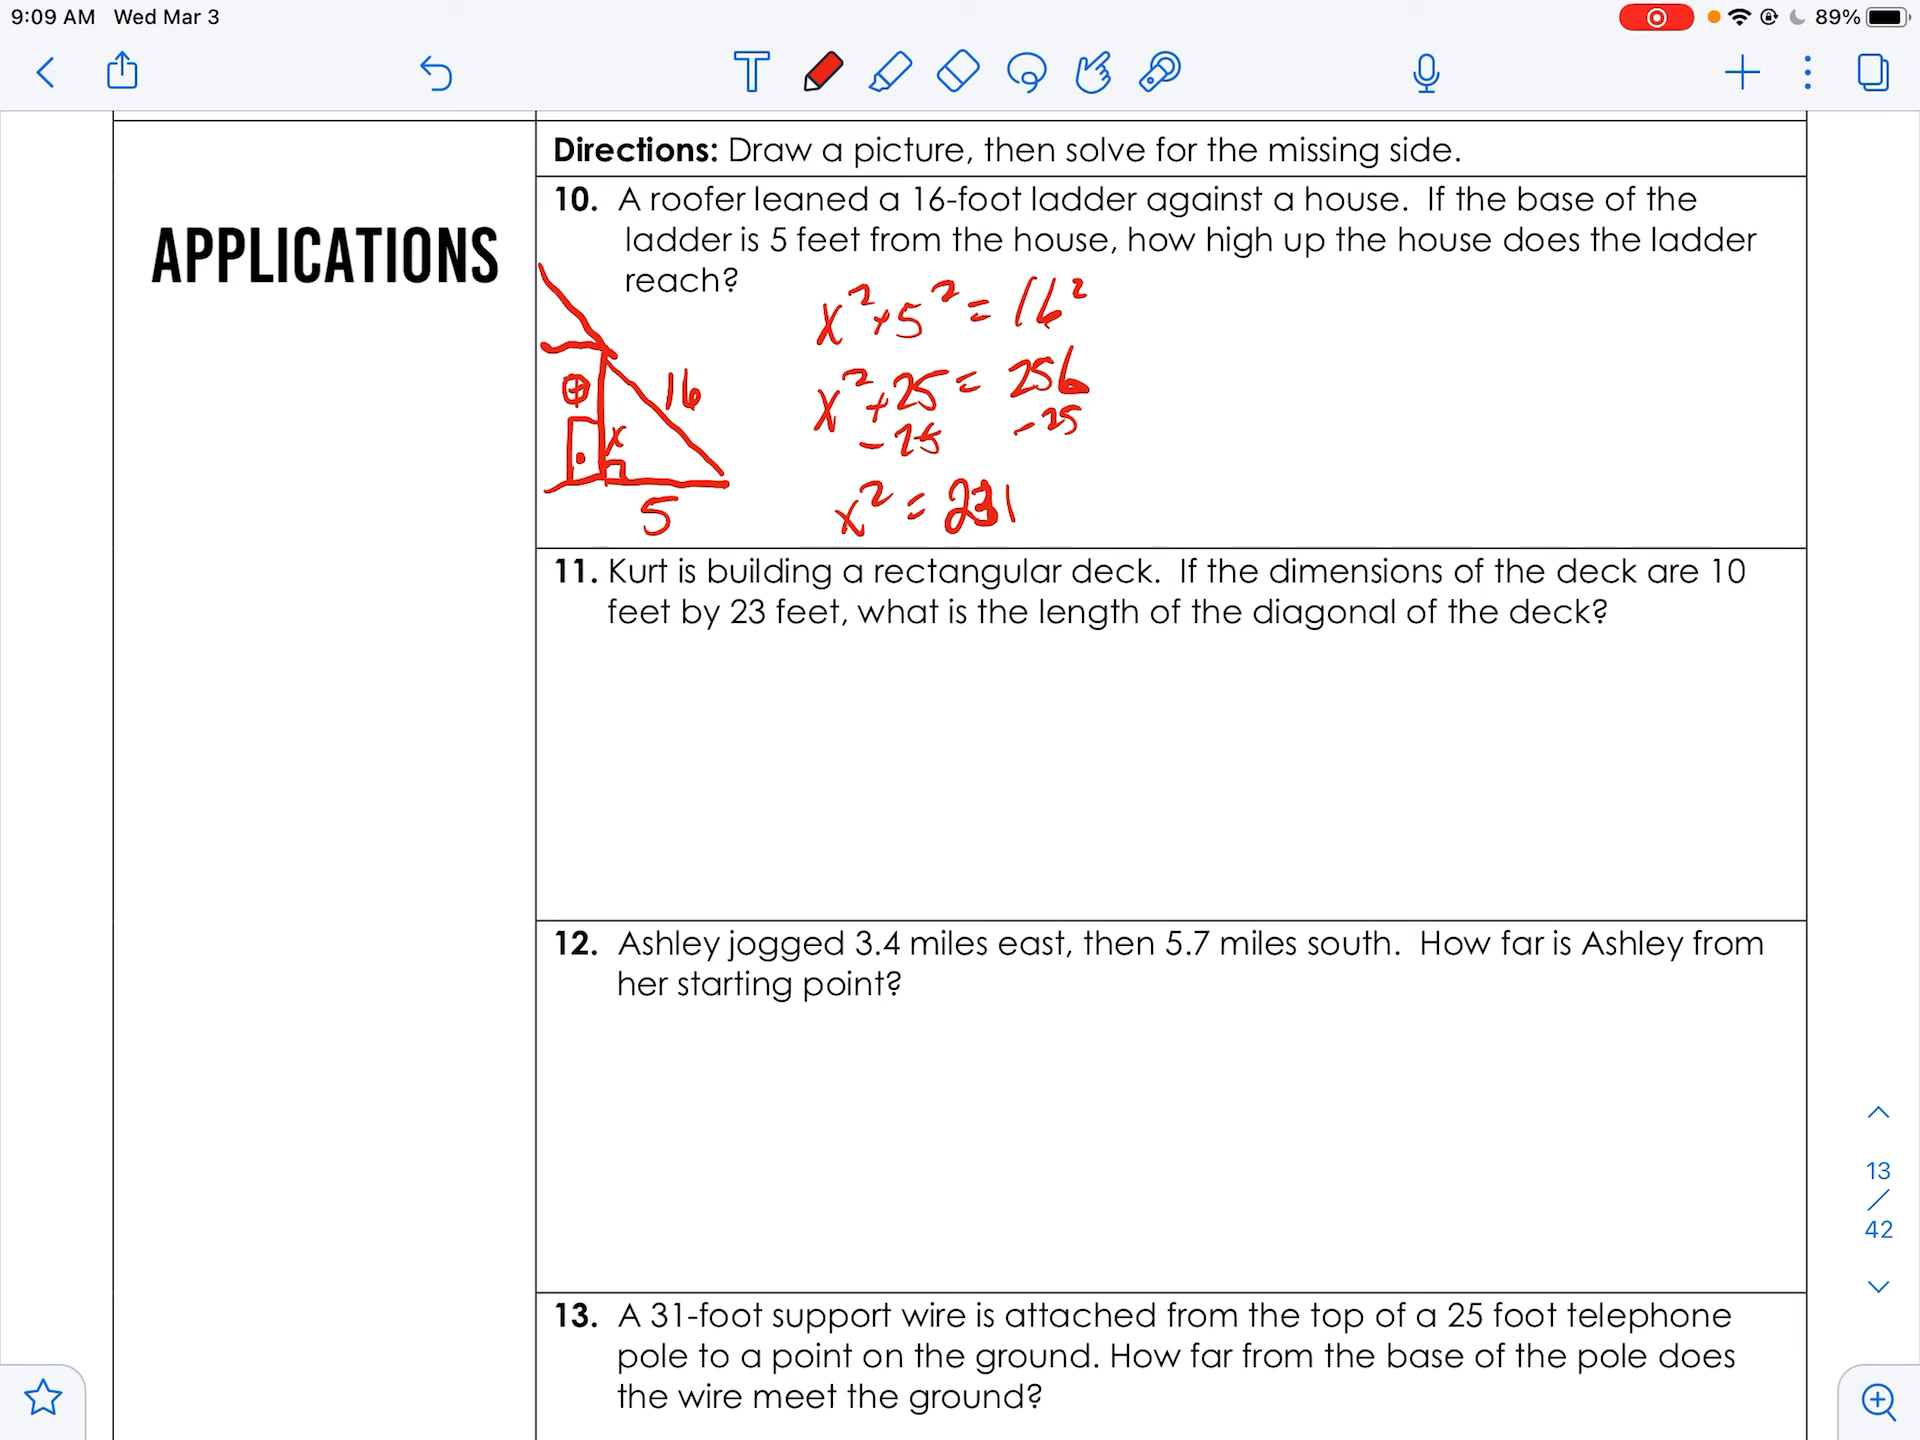 9:09 AM Wed Mar 3
89%
Directions: Draw a picture, then solve for the missing side.
APPLICATIONS
10. A roofer leaned a 16-foot ladder against a house. If the base of the
ladder is 5 feet from the house, how high up the house does the ladder
reach?
x² + 5² = 16²
x² + 25 = 256
- 25 - 25
x² = 231
16
x
5
11. Kurt is building a rectangular deck. If the dimensions of the deck are 10
feet by 23 feet, what is the length of the diagonal of the deck?
12. Ashley jogged 3.4 miles east, then 5.7 miles south. How far is Ashley from
her starting point?
13. A 31-foot support wire is attached from the top of a 25 foot telephone
pole to a point on the ground. How far from the base of the pole does
the wire meet the ground?
13
/
42